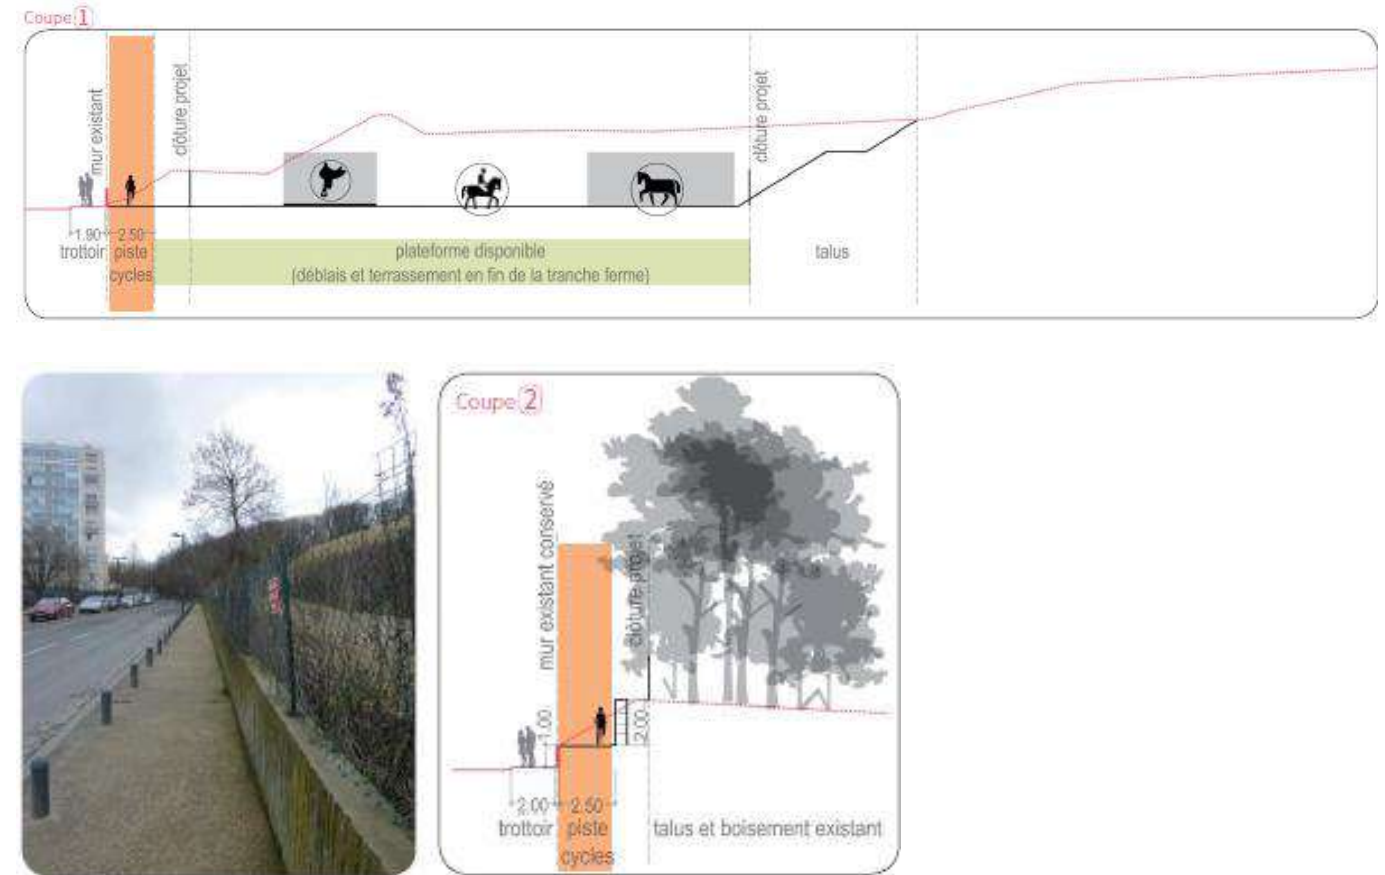 Coupe 1
mur existant
clôture projet
clôture projet
1.90
2.50
trottoir
piste
cycles
plateforme disponible
(déblais et terrassement en fin de la tranche ferme)
talus
Coupe 2
mur existant conservé
clôture projet
1.00
2.00
2.00
2.50
trottoir
piste
cycles
talus et boisement existant